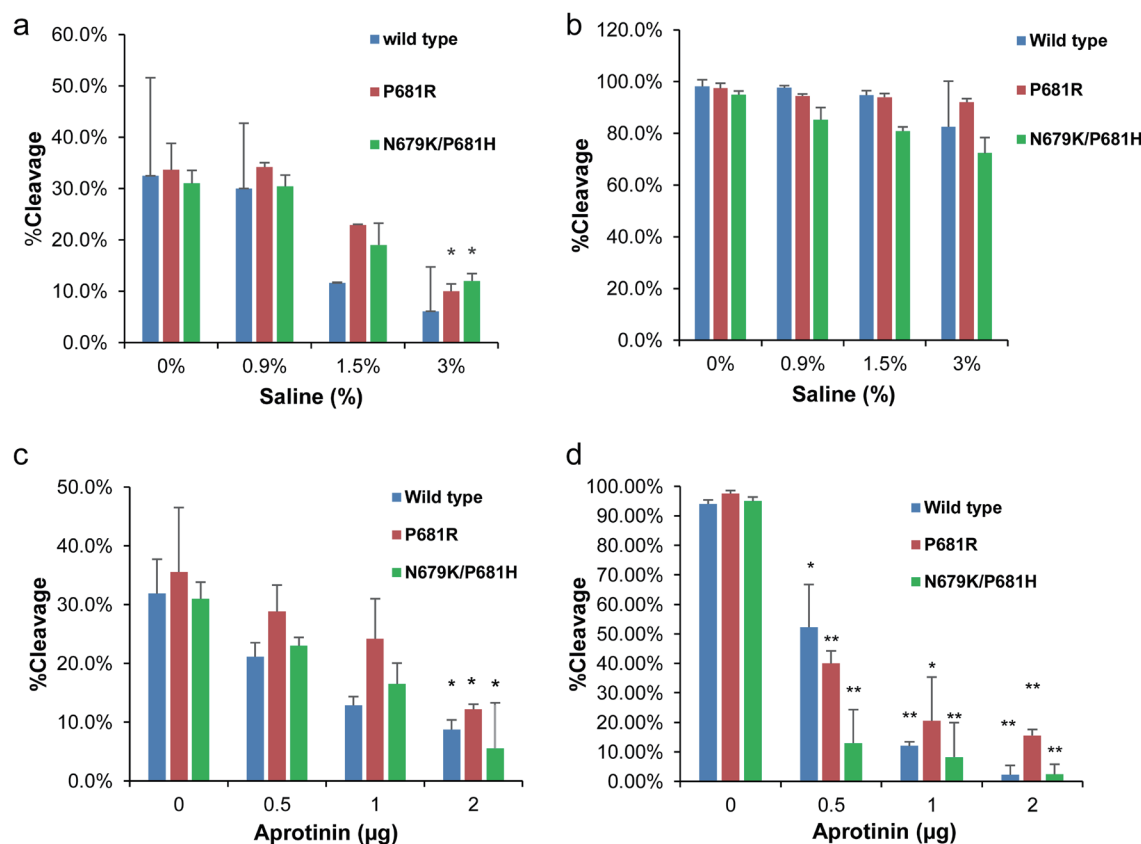 a
60.0%
50.0%
40.0%
30.0%
20.0%
10.0%
0.0%
%Cleavage
wild type
P681R
N679K/P681H
* *
0% 0.9% 1.5% 3%
Saline (%)
b
120.0%
100.0%
80.0%
60.0%
40.0%
20.0%
0.0%
%Cleavage
Wild type
P681R
N679K/P681H
0% 0.9% 1.5% 3%
Saline (%)
c
50.0%
40.0%
30.0%
20.0%
10.0%
0.0%
%Cleavage
Wild type
P681R
N679K/P681H
* * *
0 0.5 1 2
Aprotinin (µg)
d
100.00%
90.00%
80.00%
70.00%
60.00%
50.00%
40.00%
30.00%
20.00%
10.00%
0.00%
%Cleavage
Wild type
P681R
N679K/P681H
* ** **
** * **
** ** **
0 0.5 1 2
Aprotinin (µg)